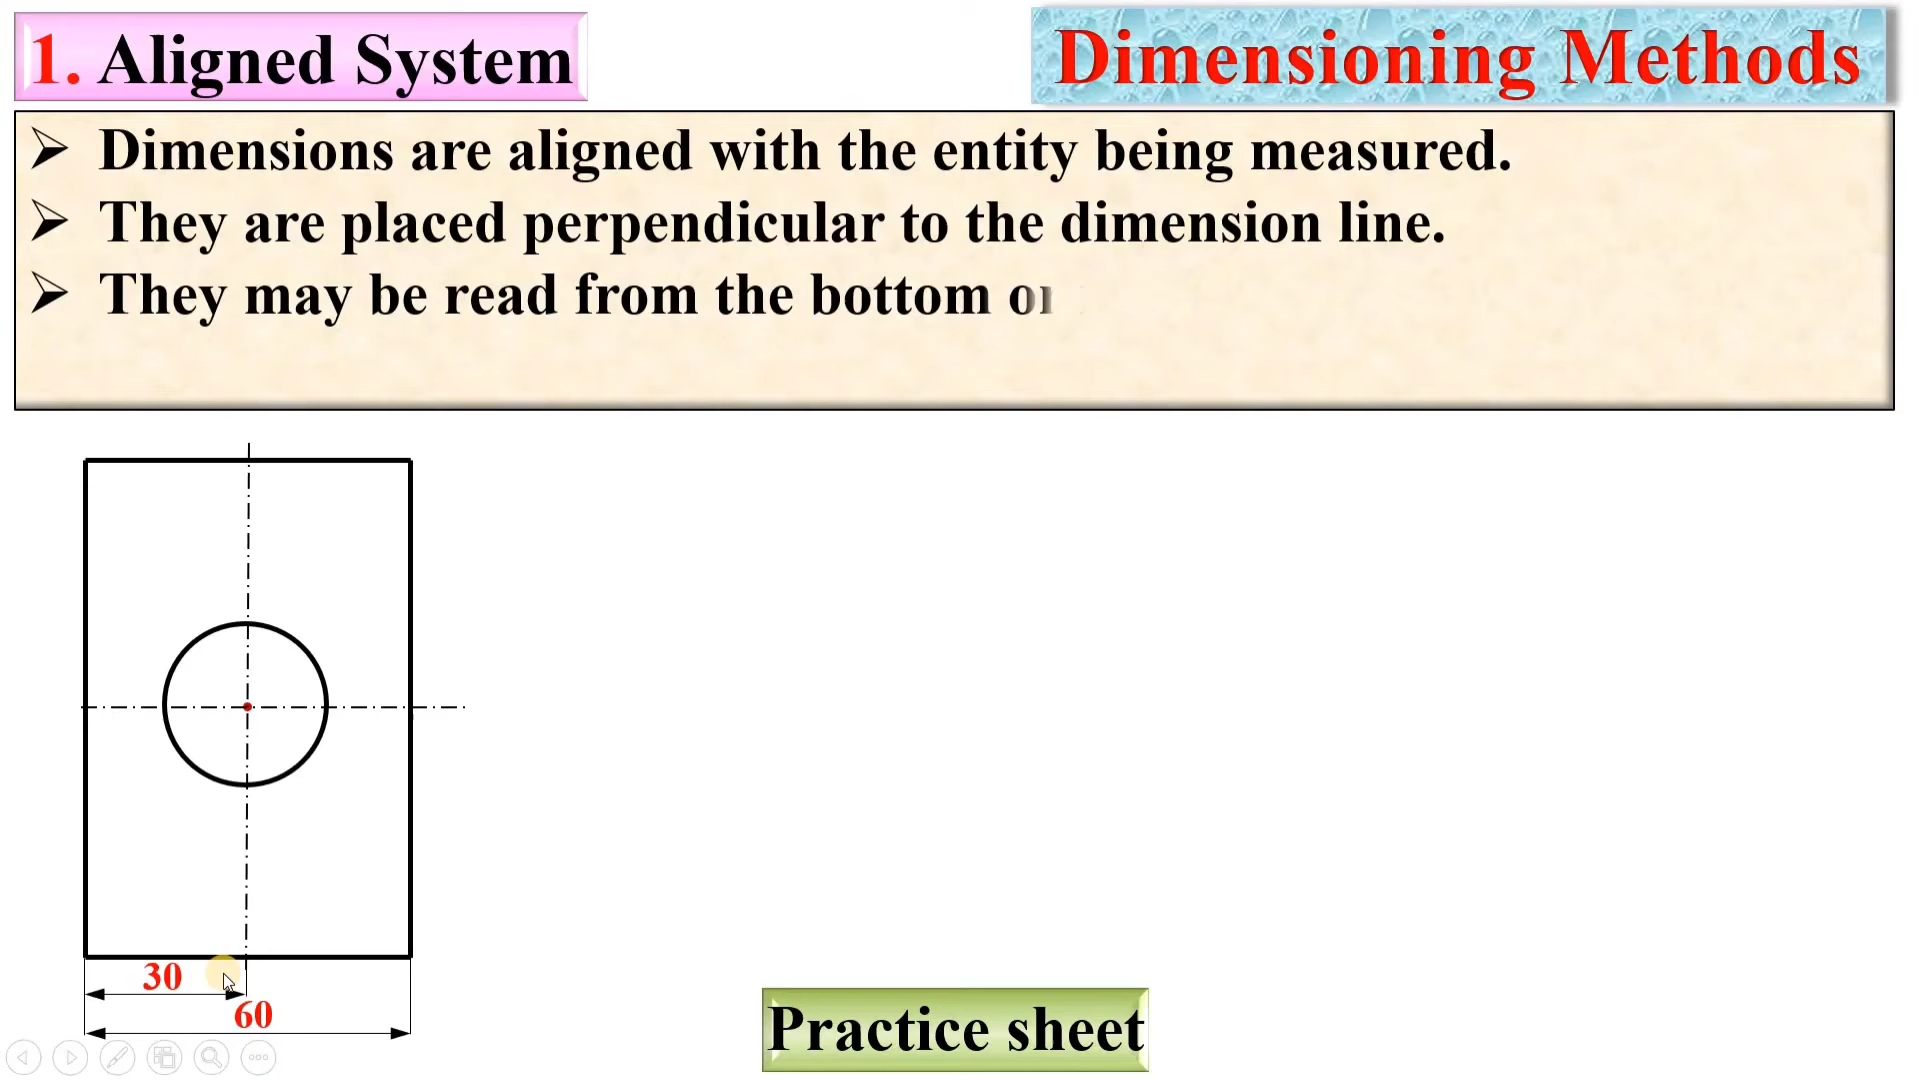 1. Aligned System
Dimensioning Methods
➢ Dimensions are aligned with the entity being measured.
➢ They are placed perpendicular to the dimension line.
➢ They may be read from the bottom or
30
60
Practice sheet